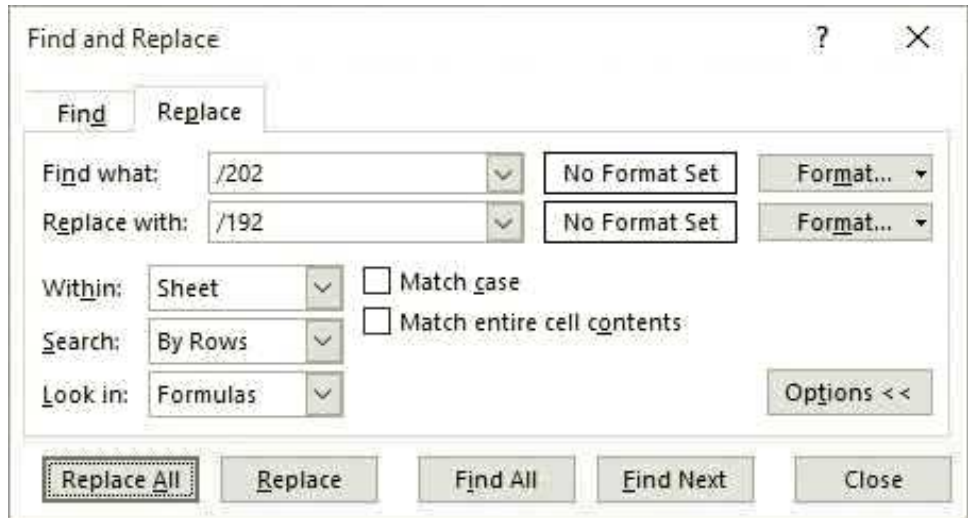 Find and Replace ?
Find Replace
Find what: /202 No Format Set Format...
Replace with: /192 No Format Set Format...
Within: Sheet Match case
Match entire cell contents
Search: By Rows
Look in: Formulas Options <<
Replace All Replace Find All Find Next Close